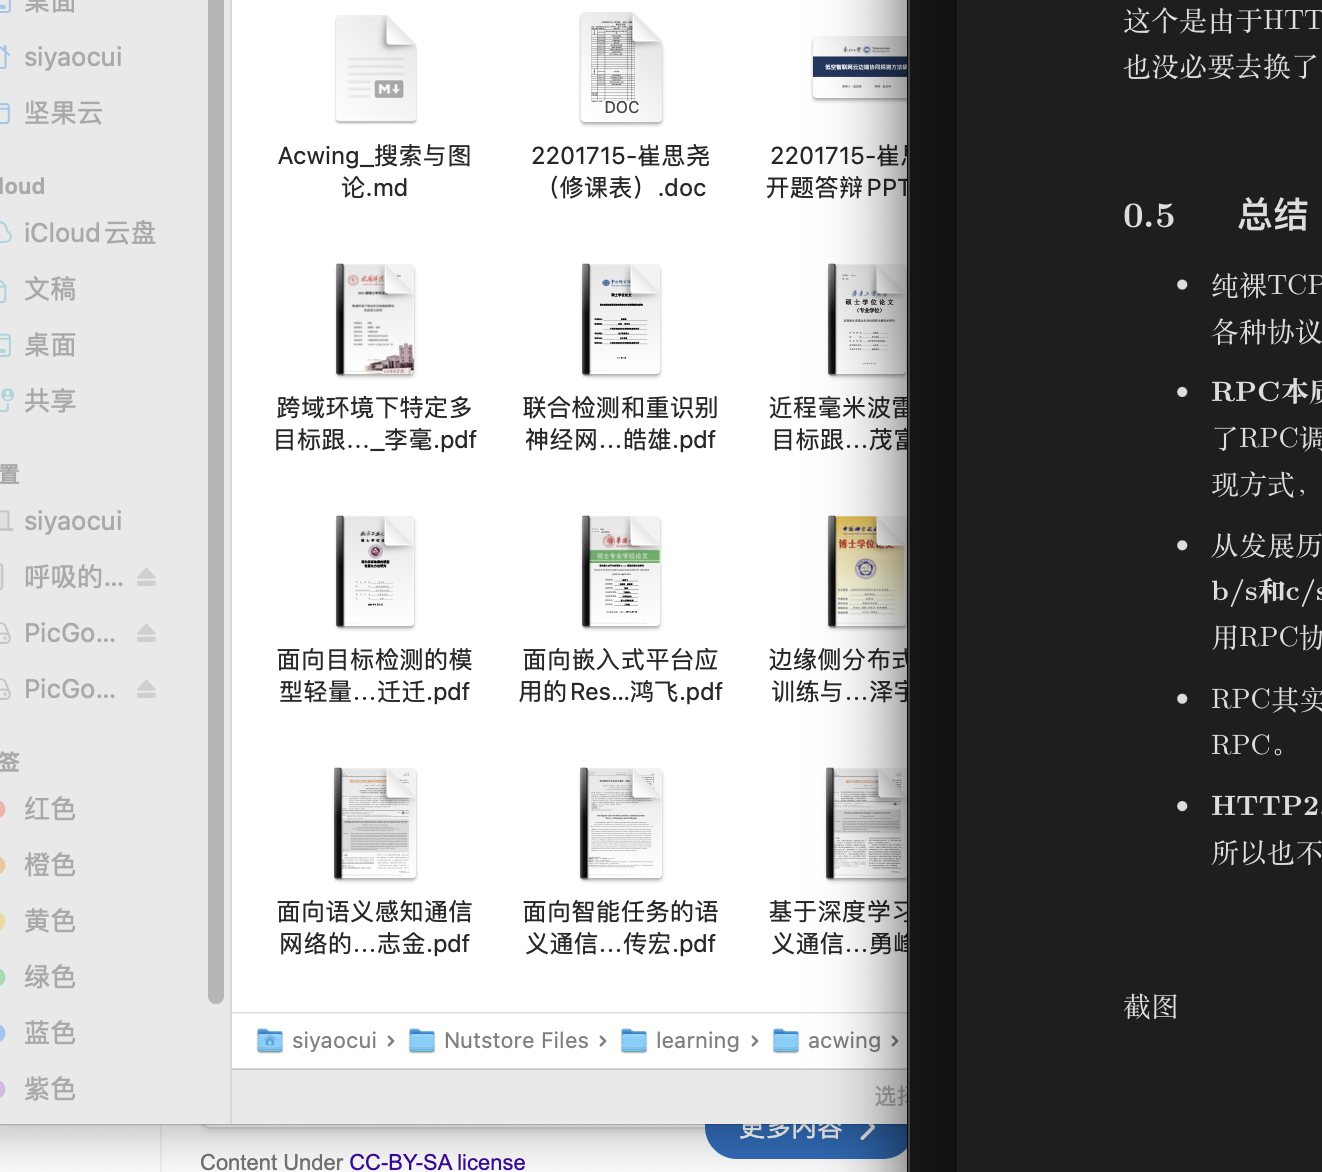 桌面
siyaocui
坚果云
loud
iCloud云盘
文稿
桌面
共享
置
siyaocui
呼吸的...
PicGo...
PicGo...
签
红色
橙色
黄色
绿色
蓝色
紫色
DOC
Acwing_搜索与图
论.md
2201715-崔思尧
（修课表）.doc
2201715-崔
开题答辩PPT
跨域环境下特定多
目标跟..._李毫.pdf
联合检测和重识别
神经网...皓雄.pdf
近程毫米波雷
目标跟...茂富
面向目标检测的模
型轻量...迁迁.pdf
面向嵌入式平台应
用的Res...鸿飞.pdf
博士学位论文
边缘侧分布式
训练与...泽宇
面向语义感知通信
网络的...志金.pdf
面向智能任务的语
义通信...传宏.pdf
基于深度学习
义通信...勇峰
siyaocui › Nutstore Files › learning › acwing ›
选择
更多内容
Content Under CC-BY-SA license
这个是由于HTT
也没必要去换了
0.5 总结
• 纯裸TCP
各种协议
• RPC本质
了RPC调
现方式，
• 从发展历
b/s和c/s
用RPC协
• RPC其实
RPC。
• HTTP2.
所以也不
截图